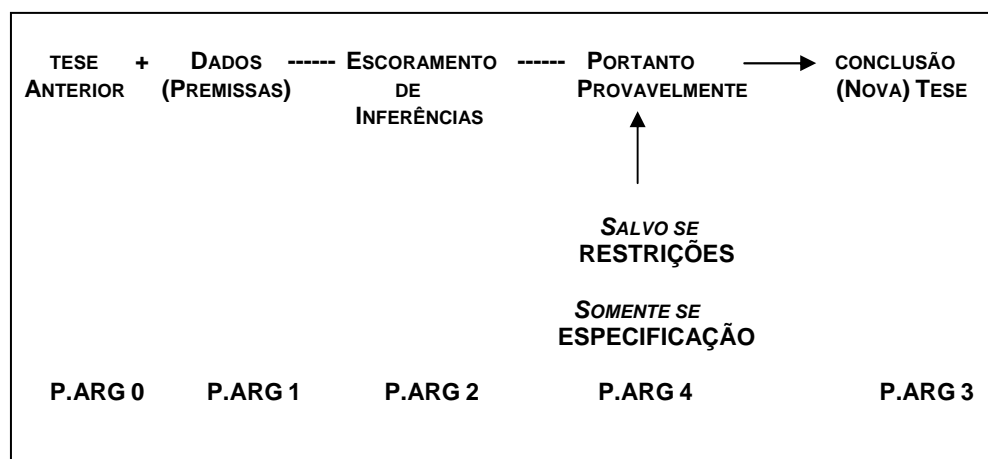 TESE + DADOS ------ ESCORAMENTO ------ PORTANTO CONCLUSÃO
ANTERIOR (PREMISSAS) DE PROVAVELMENTE (NOVA) TESE
INFERÊNCIAS
SALVO SE
RESTRIÇÕES
SOMENTE SE
ESPECIFICAÇÃO
P.ARG 0 P.ARG 1 P.ARG 2 P.ARG 4 P.ARG 3